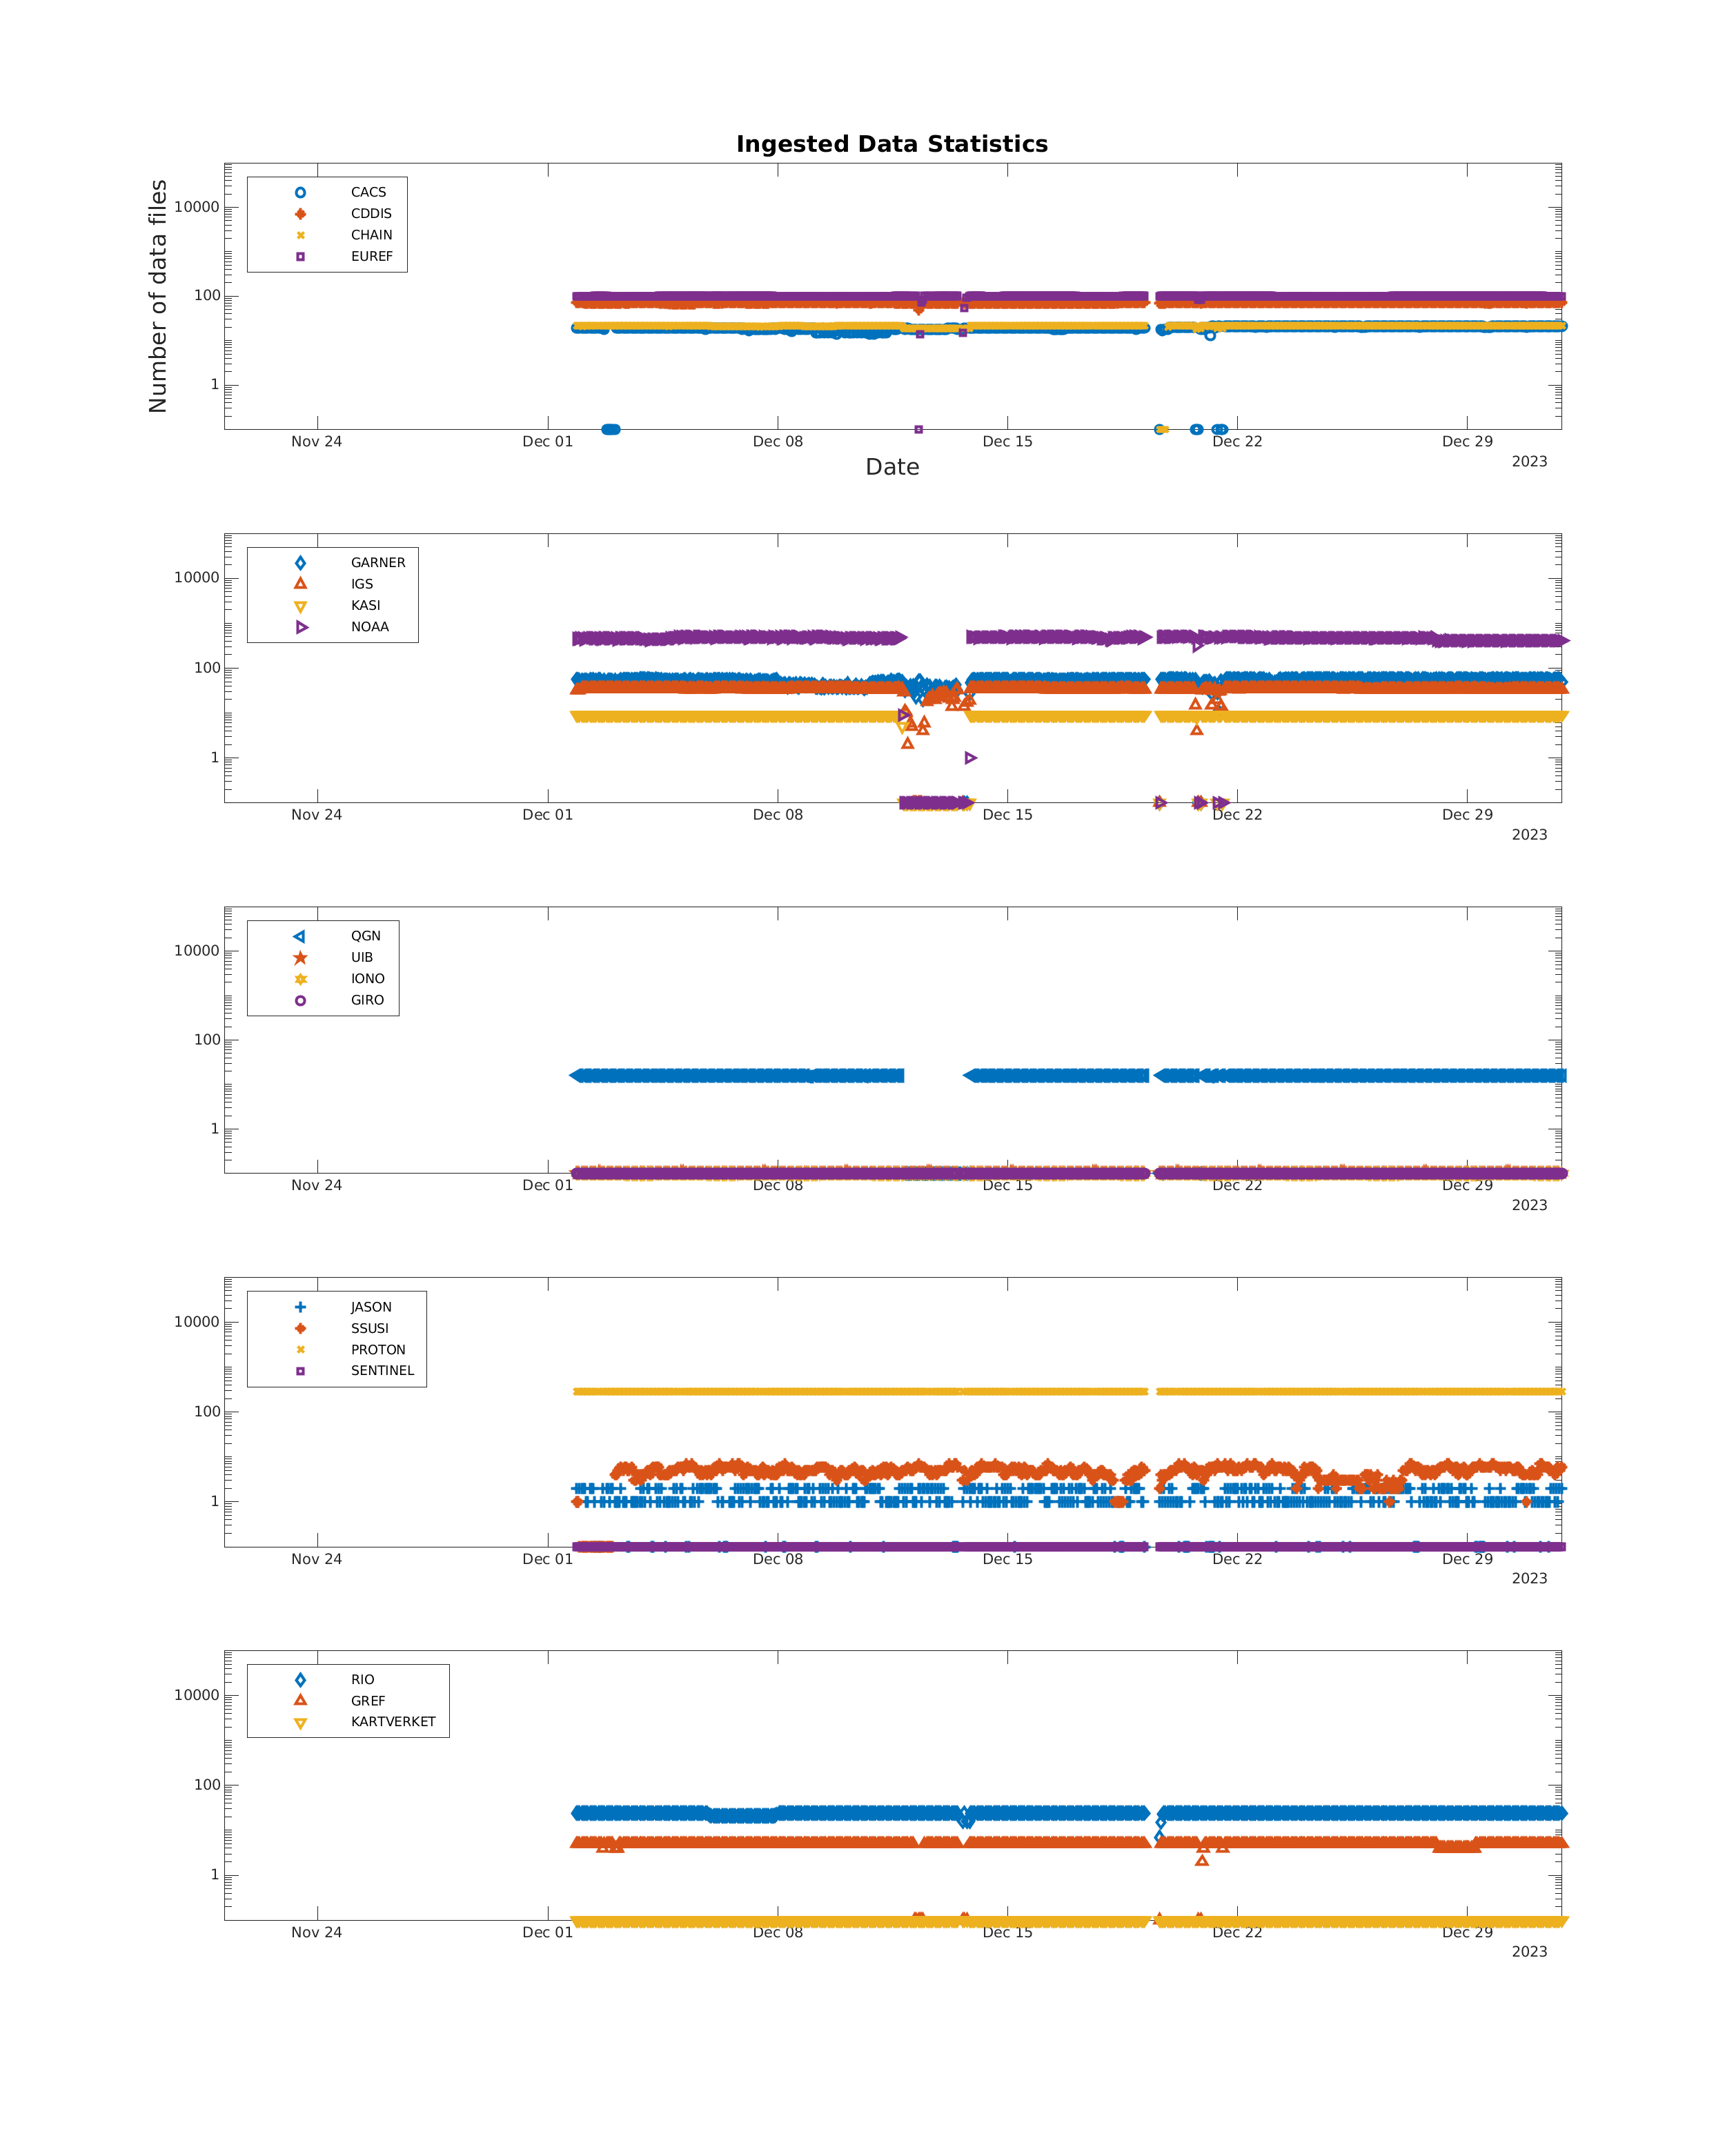 Ingested Data Statistics
Number of data files
10000
100
1
CACS
CDDIS
CHAIN
EUREF
Nov 24 Dec 01 Dec 08 Dec 15 Dec 22 Dec 29
2023
Date
10000
100
1
GARNER
IGS
KASI
NOAA
Nov 24 Dec 01 Dec 08 Dec 15 Dec 22 Dec 29
2023
10000
100
1
QGN
UIB
IONO
GIRO
Nov 24 Dec 01 Dec 08 Dec 15 Dec 22 Dec 29
2023
10000
100
1
JASON
SSUSI
PROTON
SENTINEL
Nov 24 Dec 01 Dec 08 Dec 15 Dec 22 Dec 29
2023
10000
100
1
RIO
GREF
KARTVERKET
Nov 24 Dec 01 Dec 08 Dec 15 Dec 22 Dec 29
2023